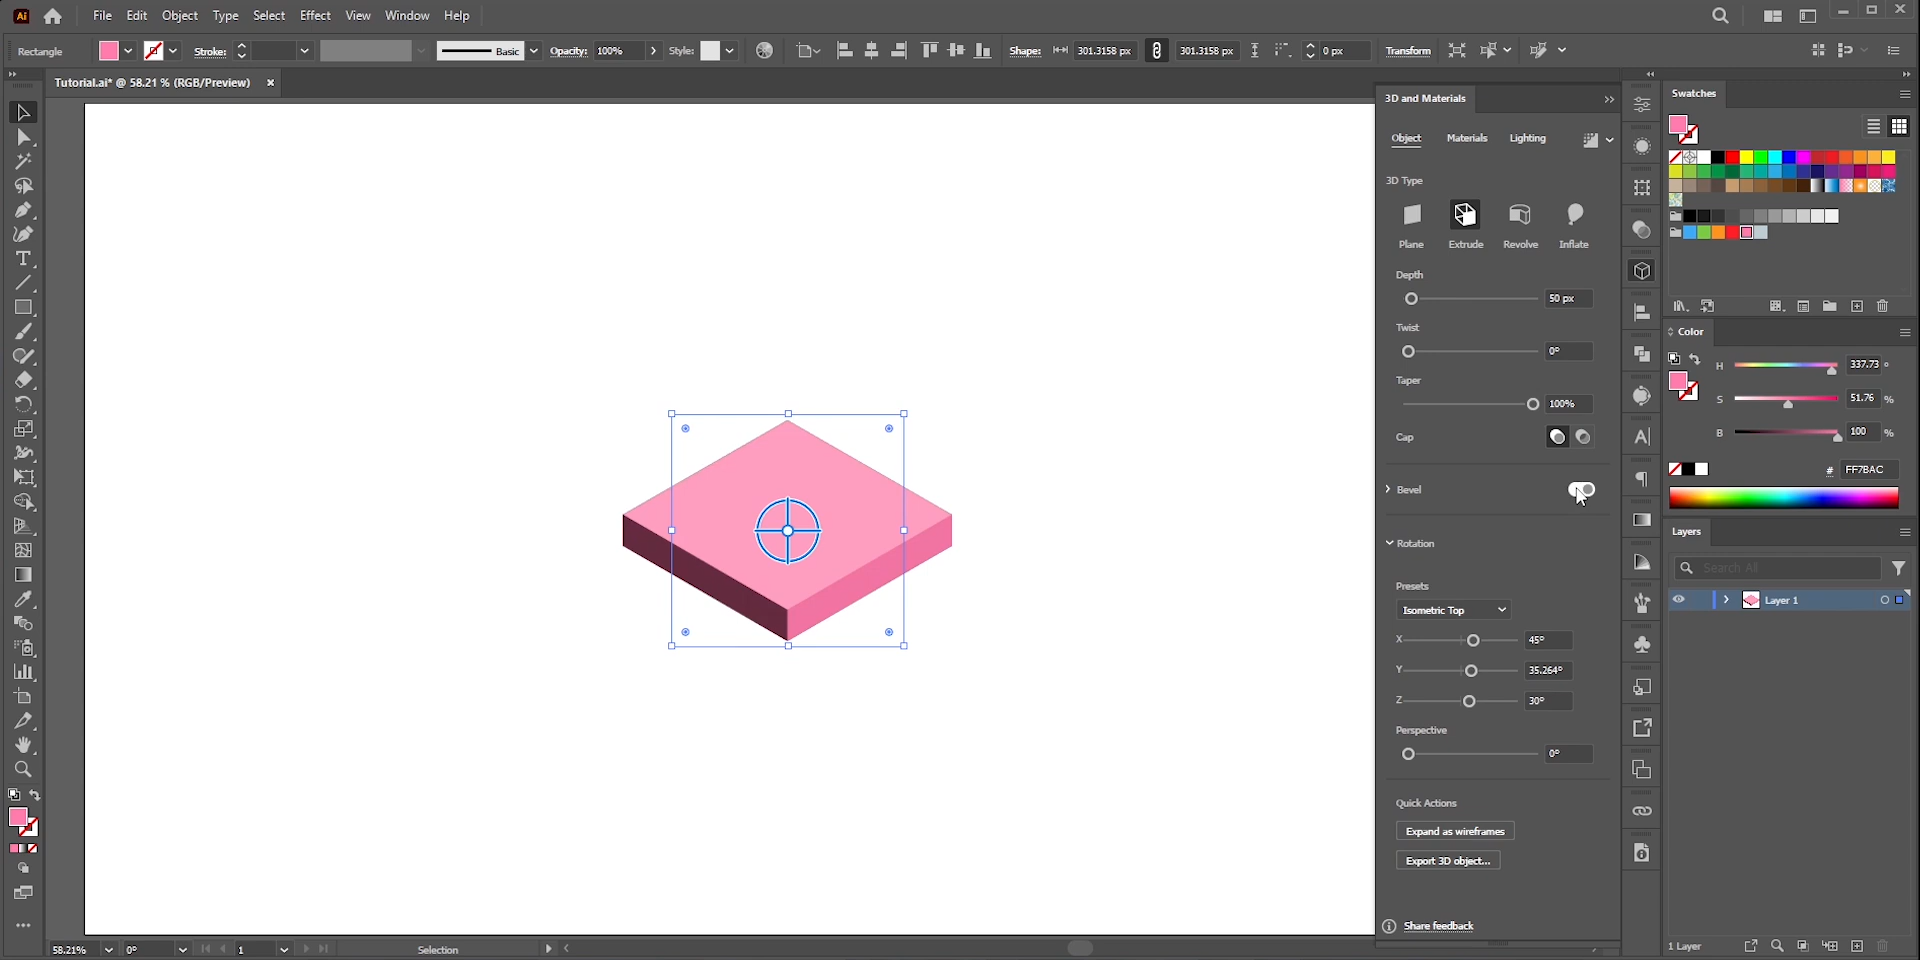 Ai File Edit Object Type Select Effect View Window Help
Rectangle Stroke: Basic Opacity: 100% Style: Shape: 301.3158 px 301.3158 px 0 px Transform
Tutorial.ai* @ 58.21 % (RGB/Preview)
3D and Materials
Object Materials Lighting
3D Type
Plane Extrude Revolve Inflate
Depth
50 px
Twist
0°
Taper
100%
Cap
Bevel
Rotation
Presets
Isometric Top
X 45°
Y 35.264°
Z 30°
Perspective
0°
Quick Actions
Expand as wireframes
Export 3D object...
Share feedback
Swatches
Color
H 337.73 °
S 51.76 %
B 100 %
# FF7BAC
Layers
Search All
Layer 1
1 Layer
58.21% 0° 1 Selection